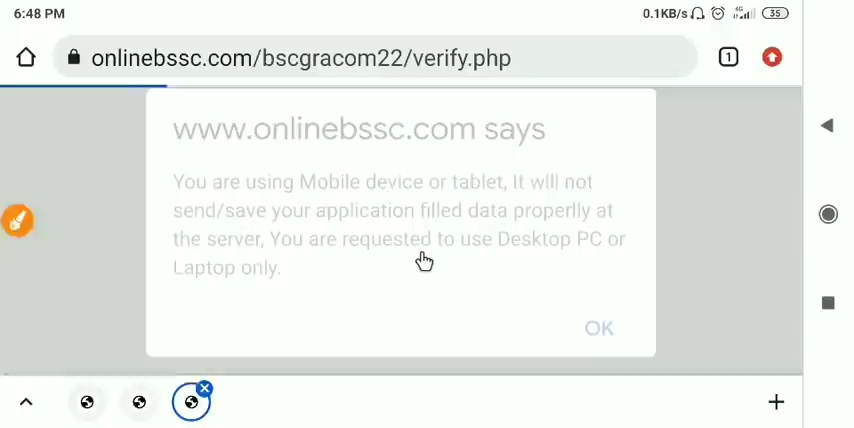 6:48 PM
0.1KB/s 4G 35
onlinebssc.com/bscgracom22/verify.php
1
www.onlinebssc.com says
You are using Mobile device or tablet, It wIll not
send/save your application filled data properlly at
the server, You are requested to use Desktop PC or
Laptop only.
OK